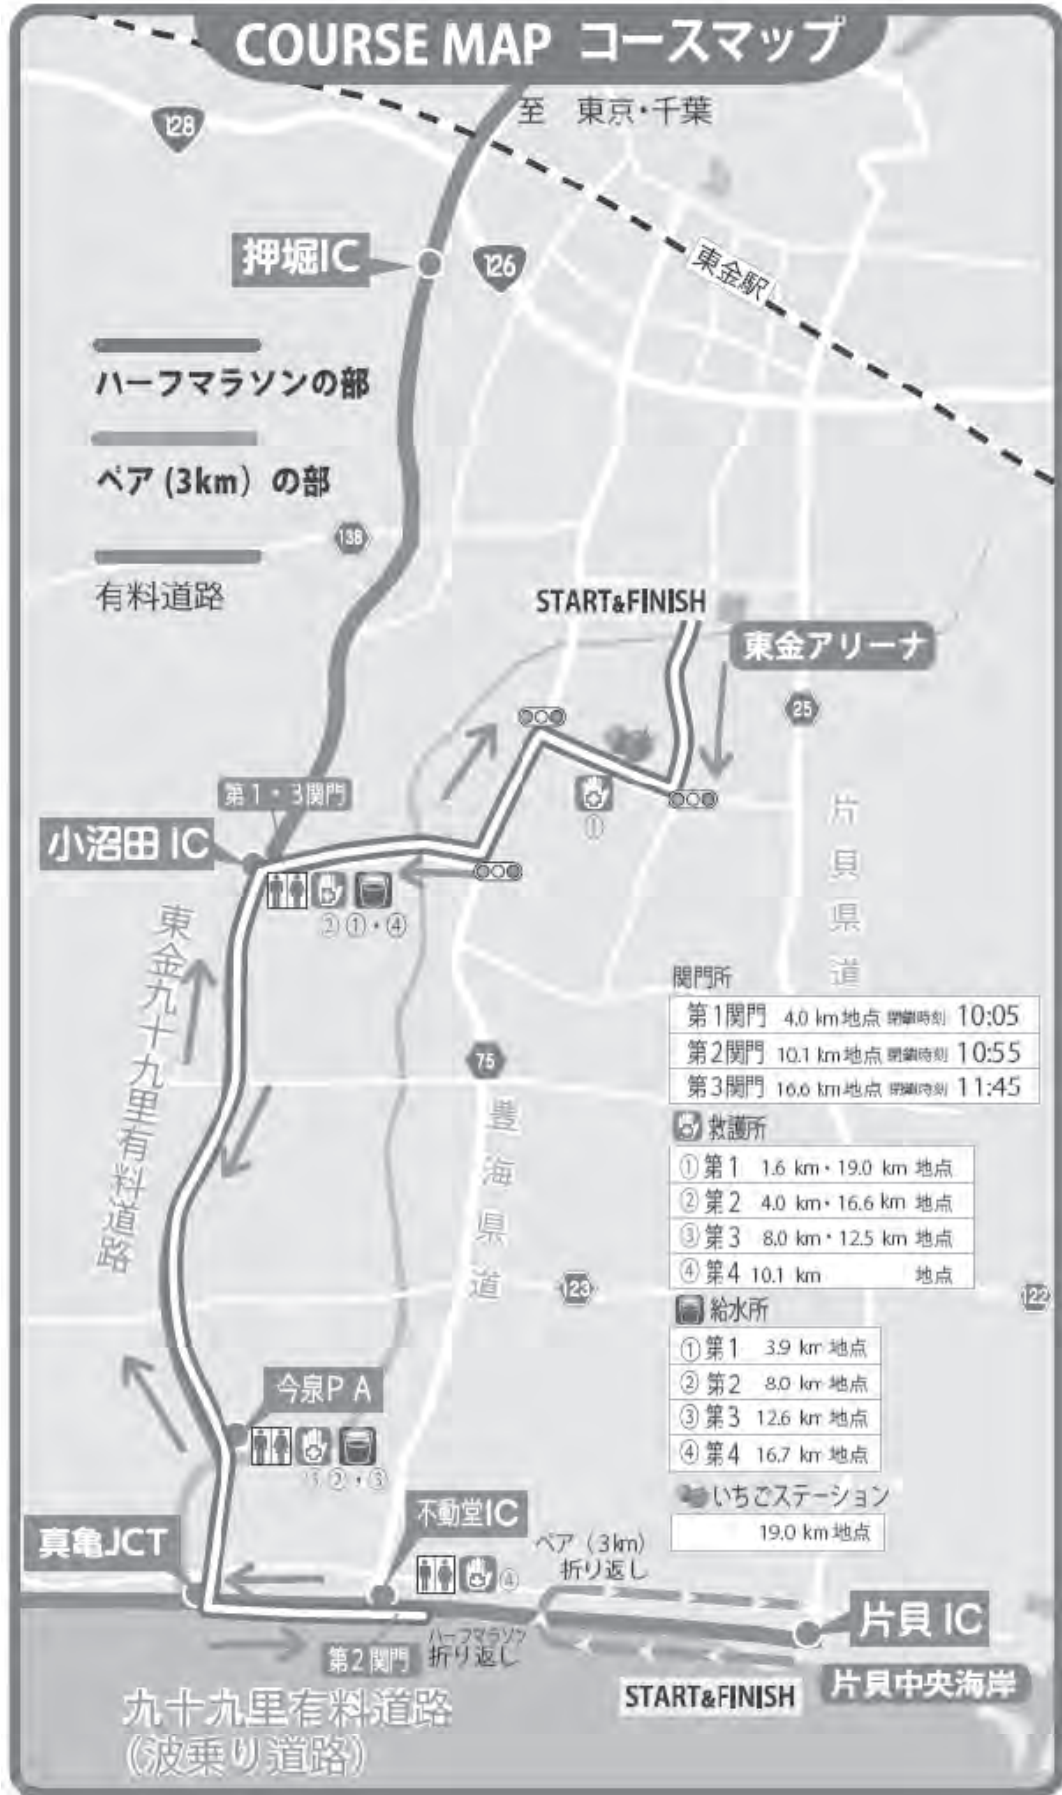 COURSE MAP コースマップ
至 東京・千葉
128
押堀IC
126
東金駅
ハーフマラソンの部
ペア (3km) の部
138
有料道路
START&FINISH
東金アリーナ
25
第1・3関門
小沼田 IC
①
② ①・④
片貝県道
東金九十九里有料道路
関門所
第1関門 4.0 km地点 閉鎖時刻 10:05
第2関門 10.1 km地点 閉鎖時刻 10:55
第3関門 16.6 km地点 閉鎖時刻 11:45
75
豊海県道
救護所
①第1 1.6 km・19.0 km 地点
②第2 4.0 km・16.6 km 地点
③第3 8.0 km・12.5 km 地点
④第4 10.1 km 地点
123
122
給水所
①第1 3.9 km 地点
②第2 8.0 km 地点
③第3 12.6 km 地点
④第4 16.7 km 地点
今泉PA
②・③
いちごステーション
19.0 km地点
不動堂IC
真亀JCT
ペア (3km)
折り返し
④
片貝 IC
ハーフマラソン
折り返し
第2関門
片貝中央海岸
START&FINISH
九十九里有料道路
(波乗り道路)